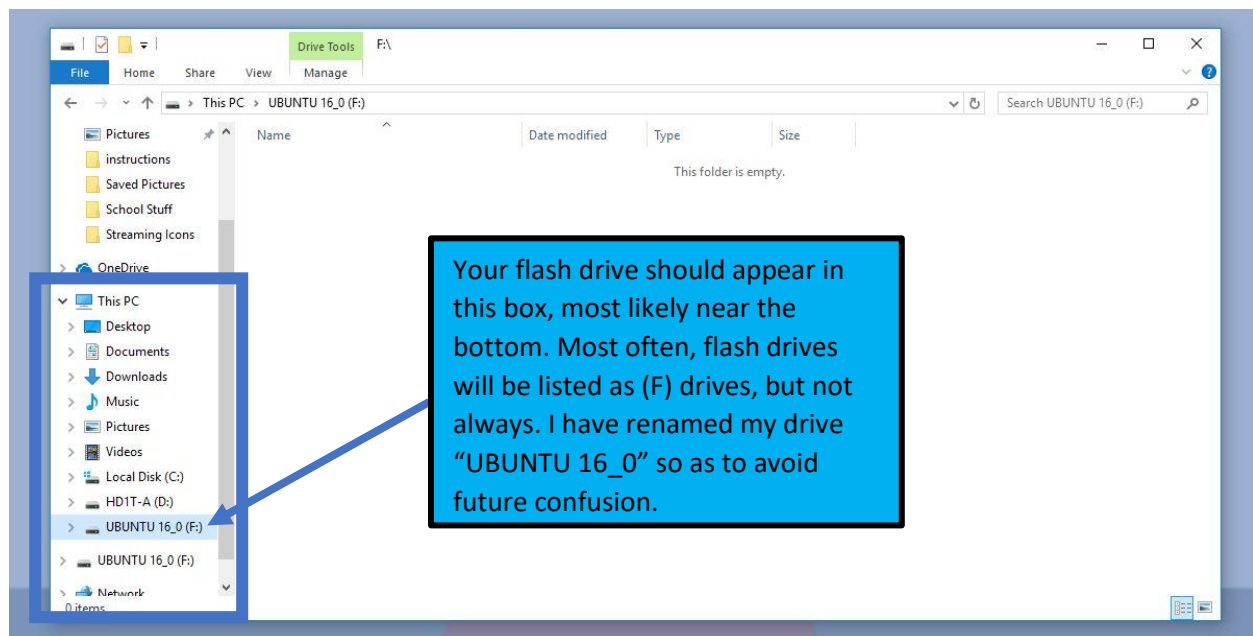 Drive Tools F:\
File Home Share View Manage
This PC > UBUNTU 16_0 (F:)
Search UBUNTU 16_0 (F:)
Name Date modified Type Size
This folder is empty.
Pictures
instructions
Saved Pictures
School Stuff
Streaming Icons
OneDrive
This PC
Desktop
Documents
Downloads
Music
Pictures
Videos
Local Disk (C:)
HD1T-A (D:)
UBUNTU 16_0 (F:)
UBUNTU 16_0 (F:)
Network
0 items
Your flash drive should appear in
this box, most likely near the
bottom. Most often, flash drives
will be listed as (F) drives, but not
always. I have renamed my drive
“UBUNTU 16_0” so as to avoid
future confusion.